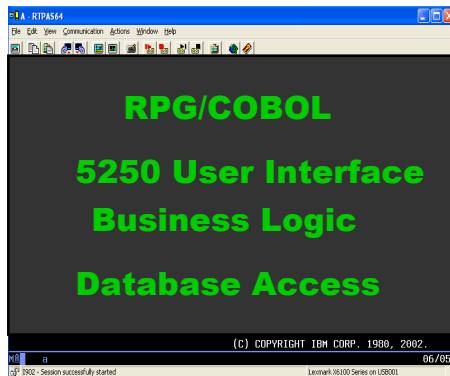 A - RTPAS64
File Edit View Communication Actions Window Help
RPG/COBOL
5250 User Interface
Business Logic
Database Access
(C) COPYRIGHT IBM CORP. 1980, 2002.
MA a 06/05
I902 - Session successfully started Lexmark X6100 Series on USB001